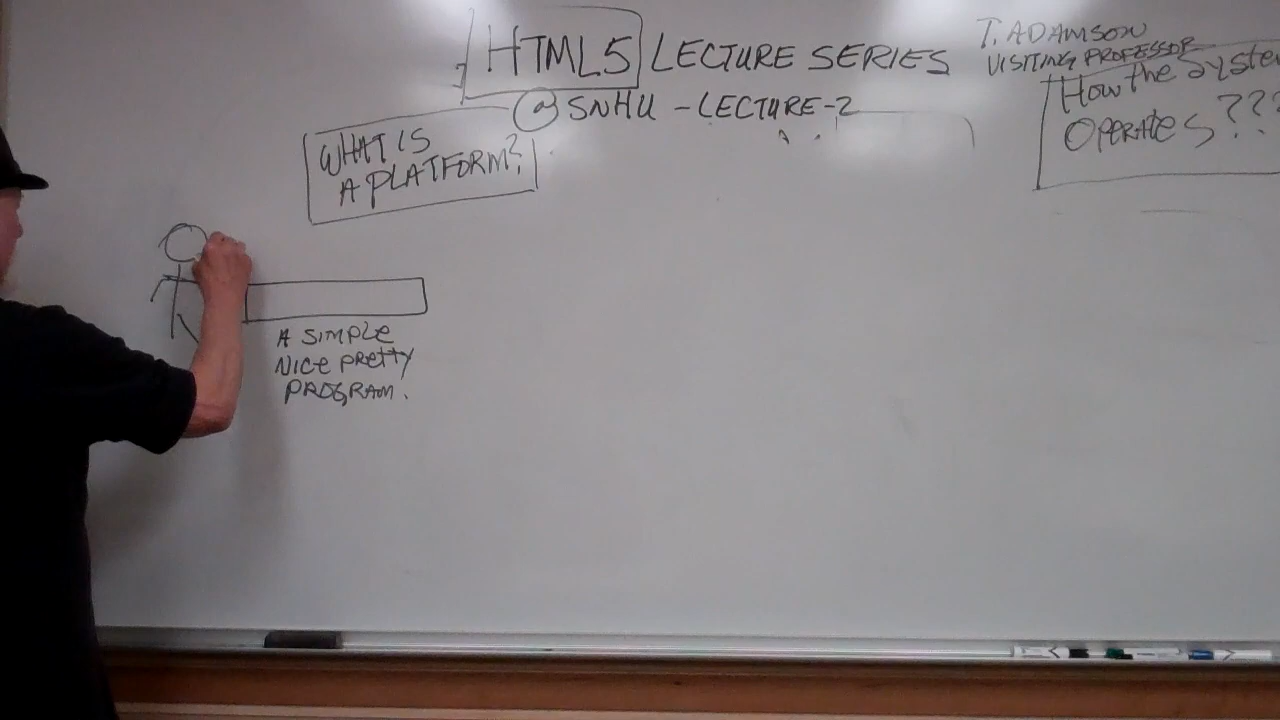 HTML5 LECTURE SERIES
@ SNHU - LECTURE-2
T. ADAMSON
VISITING PROFESSOR
How the Syste
OPERATES???
WHAT IS
A PLATFORM?
A SIMPLE
NICE PRETTY
PROGRAM.